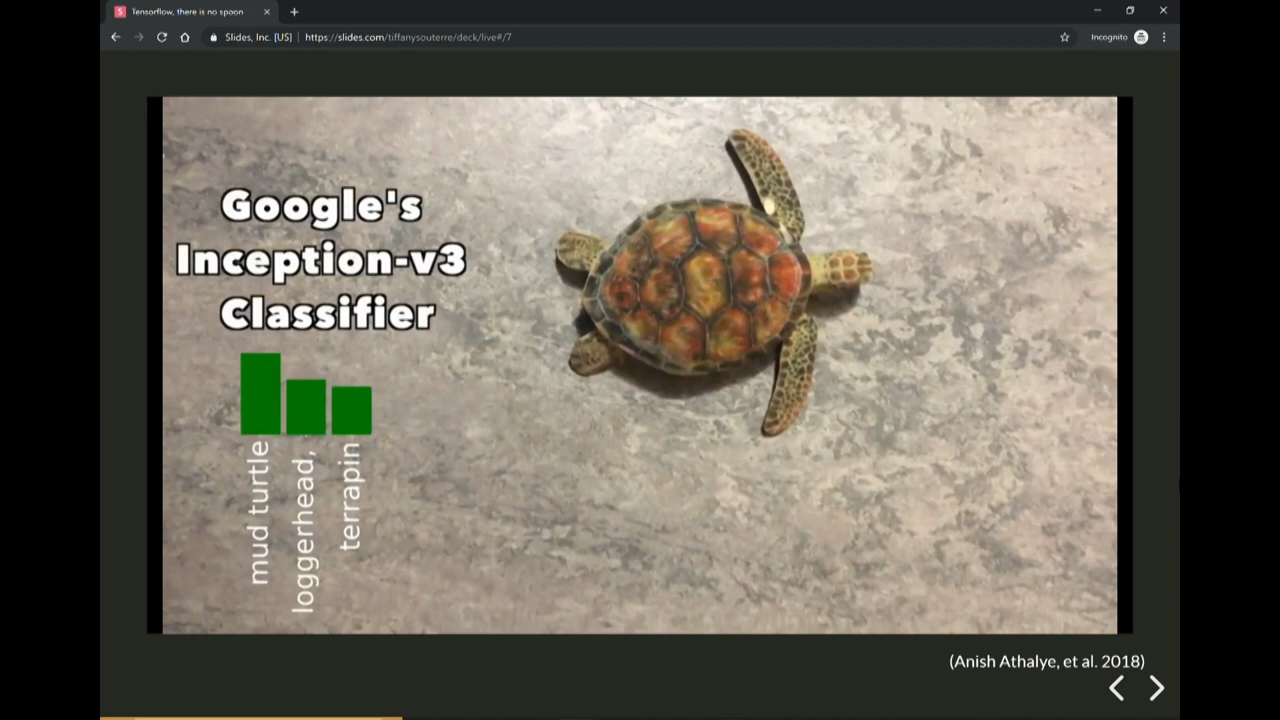 Tensorflow, there is no spoon
Slides, Inc. [US] | https://slides.com/tiffanysouterre/deck/live#/7
Incognito
Google's
Inception-v3
Classifier
mud turtle
loggerhead,
terrapin
(Anish Athalye, et al. 2018)